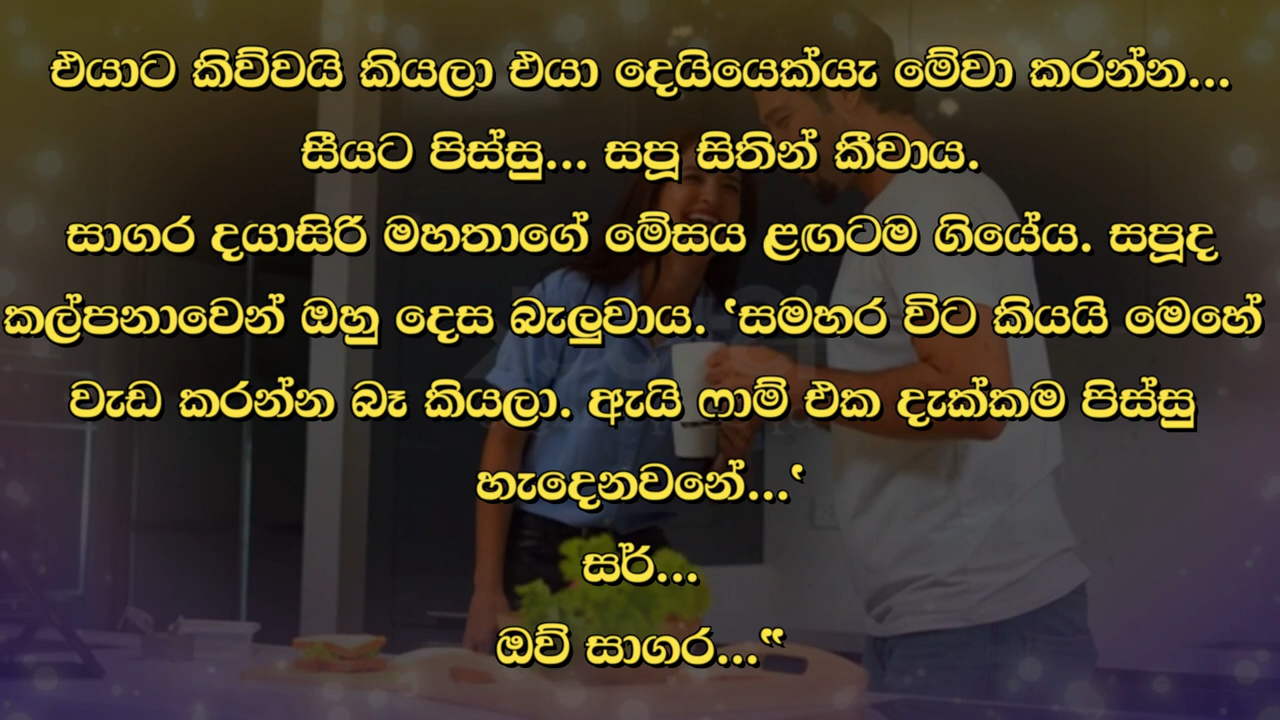 එයාට කිව්වයි කියලා එයා දෙයියෙක්යැ මේවා කරන්න...
සීයට පිස්සු... සපූ සිතින් කීවාය.
සාගර දයාසිරි මහතාගේ මේසය ළඟටම ගියේය. සපූද
කල්පනාවෙන් ඔහු දෙස බැලුවාය. ‛සමහර විට කියයි මෙහේ
වැඩ කරන්න බෑ කියලා. ඇයි ෆාම් එක දැක්කම පිස්සු
හැදෙනවනේ...‛
සර්...
ඔව් සාගර...‟